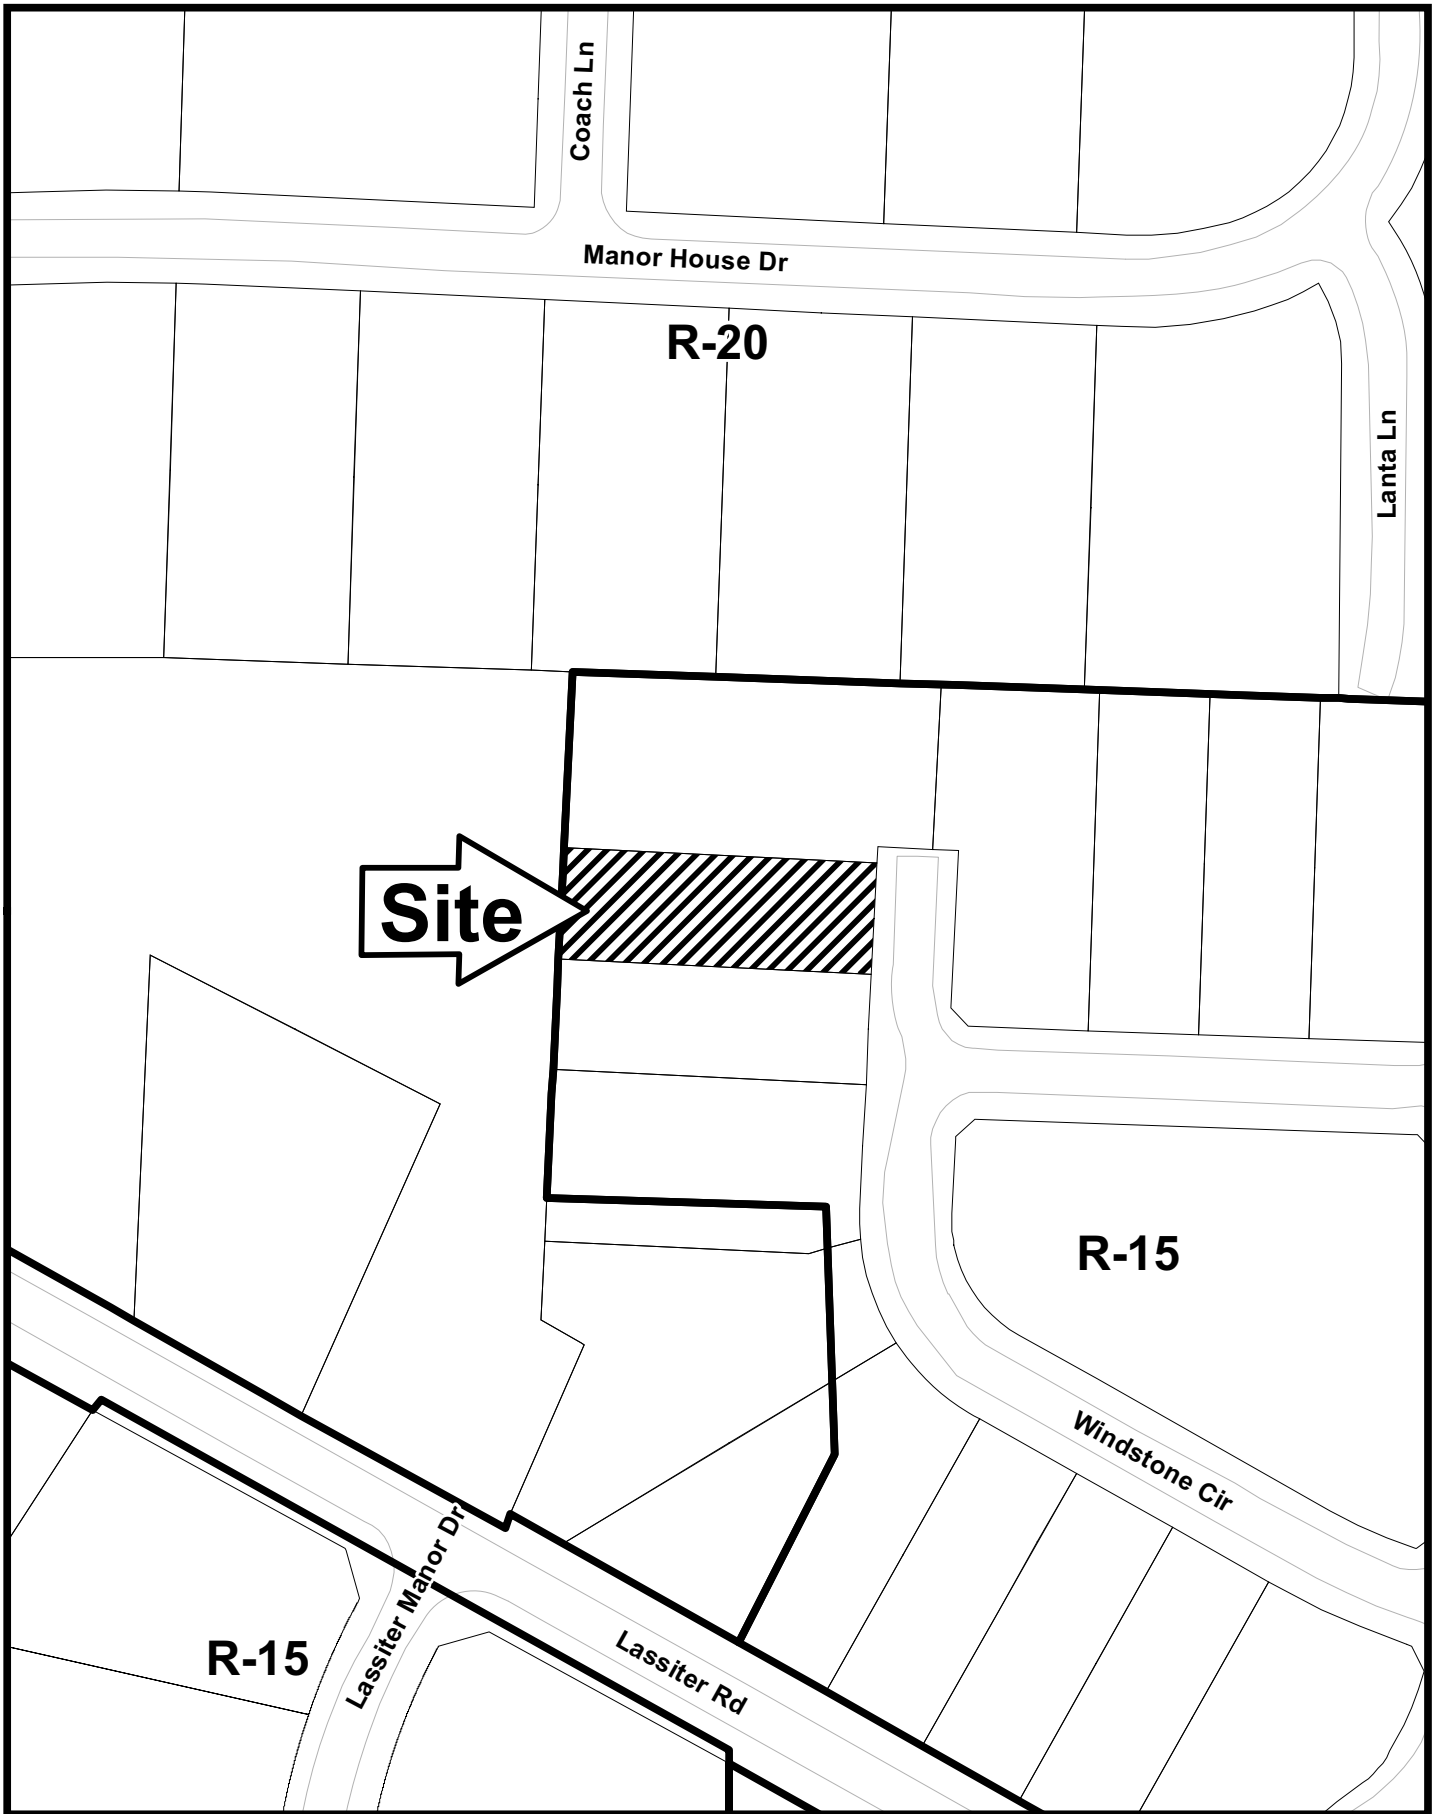 Coach Ln
Manor House Dr
R-20
Lanta Ln
Site
R-15
Windstone Cir
Lassiter Manor Dr
R-15
Lassiter Rd